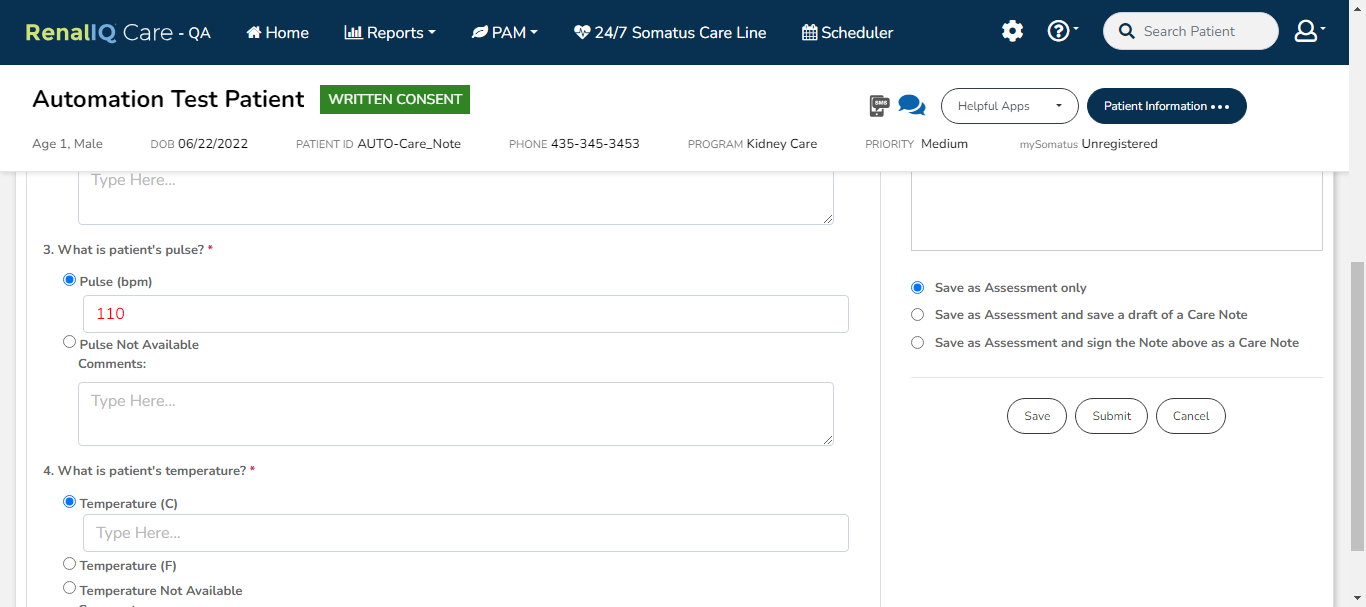 RenalIQ Care - QA Home Reports PAM 24/7 Somatus Care Line Scheduler Search Patient
Automation Test Patient WRITTEN CONSENT SMS Helpful Apps Patient Information •••
Age 1, Male DOB 06/22/2022 PATIENT ID AUTO-Care_Note PHONE 435-345-3453 PROGRAM Kidney Care PRIORITY Medium mySomatus Unregistered
Type Here...
3. What is patient's pulse? *
Pulse (bpm)
110
Pulse Not Available
Comments:
Type Here...
4. What is patient's temperature? *
Temperature (C)
Type Here...
Temperature (F)
Temperature Not Available
Save as Assessment only
Save as Assessment and save a draft of a Care Note
Save as Assessment and sign the Note above as a Care Note
Save Submit Cancel